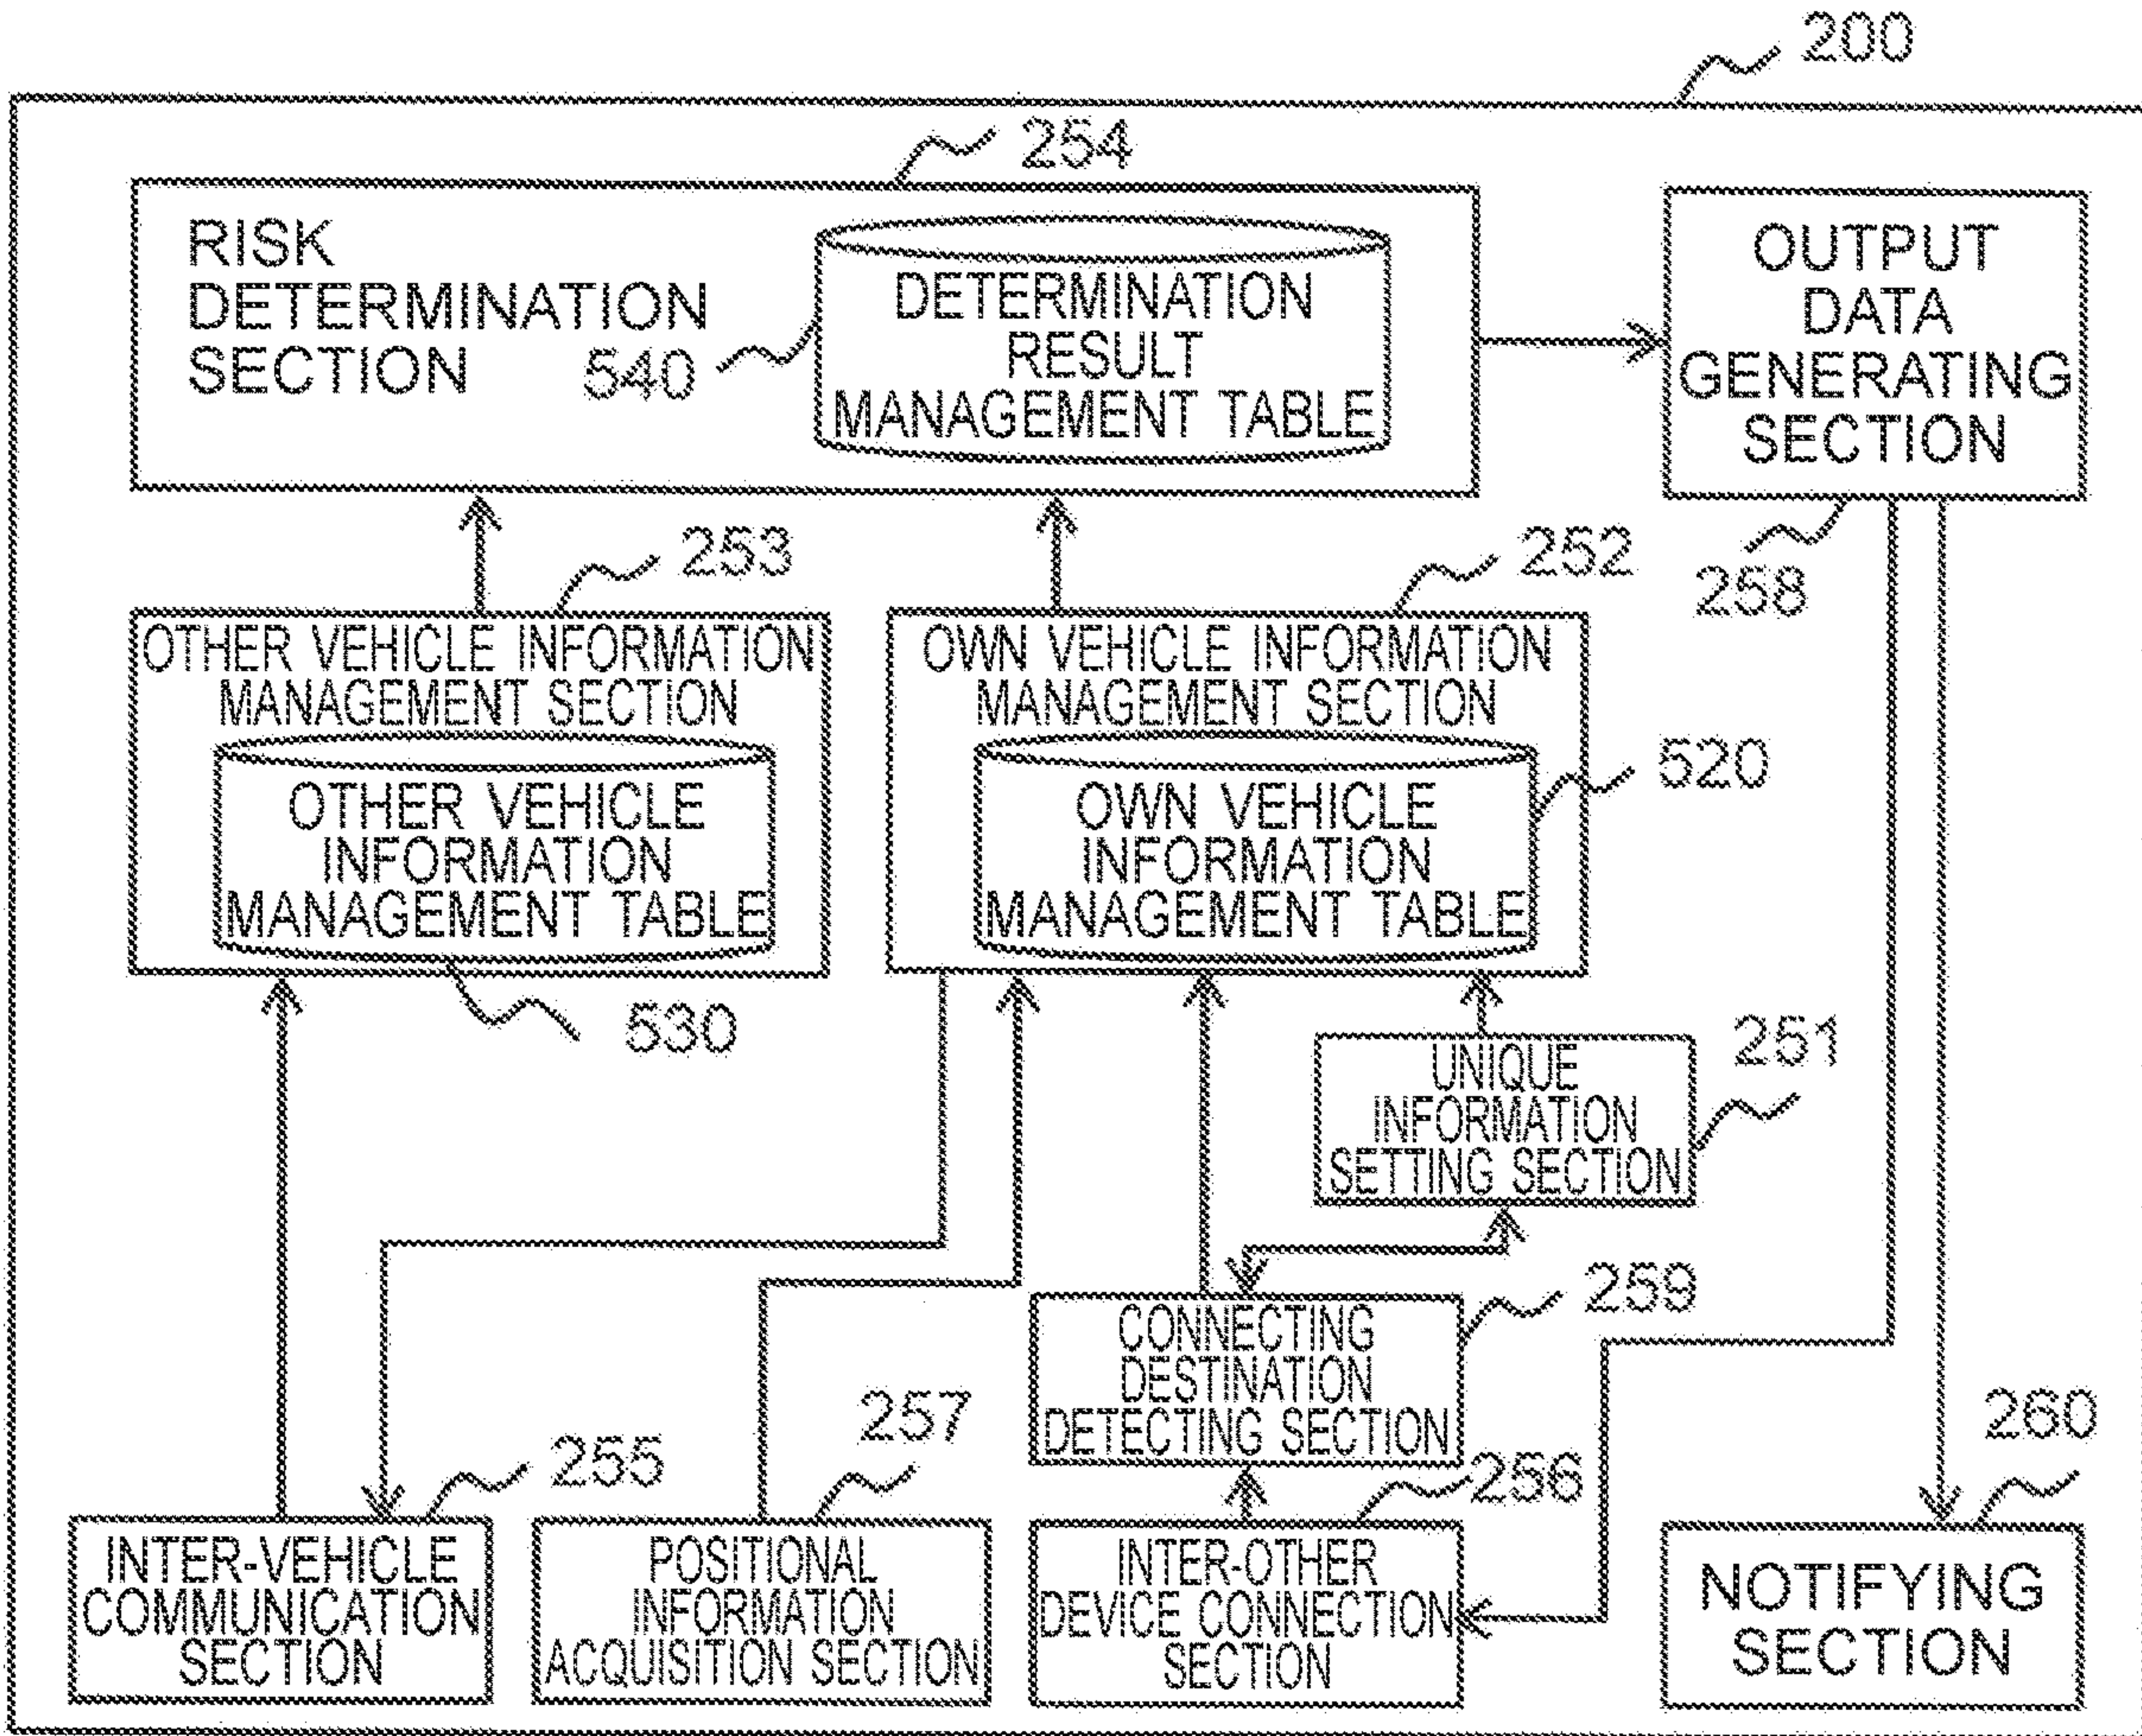 200
254
RISK
DETERMINATION
SECTION
540
DETERMINATION
RESULT
MANAGEMENT TABLE
OUTPUT
DATA
GENERATING
SECTION
258
253
OTHER VEHICLE INFORMATION
MANAGEMENT SECTION
OTHER VEHICLE
INFORMATION
MANAGEMENT TABLE
530
252
OWN VEHICLE INFORMATION
MANAGEMENT SECTION
OWN VEHICLE
INFORMATION
MANAGEMENT TABLE
520
251
UNIQUE
INFORMATION
SETTING SECTION
259
CONNECTING
DESTINATION
DETECTING SECTION
255
INTER-VEHICLE
COMMUNICATION
SECTION
257
POSITIONAL
INFORMATION
ACQUISITION SECTION
256
INTER-OTHER
DEVICE CONNECTION
SECTION
260
NOTIFYING
SECTION